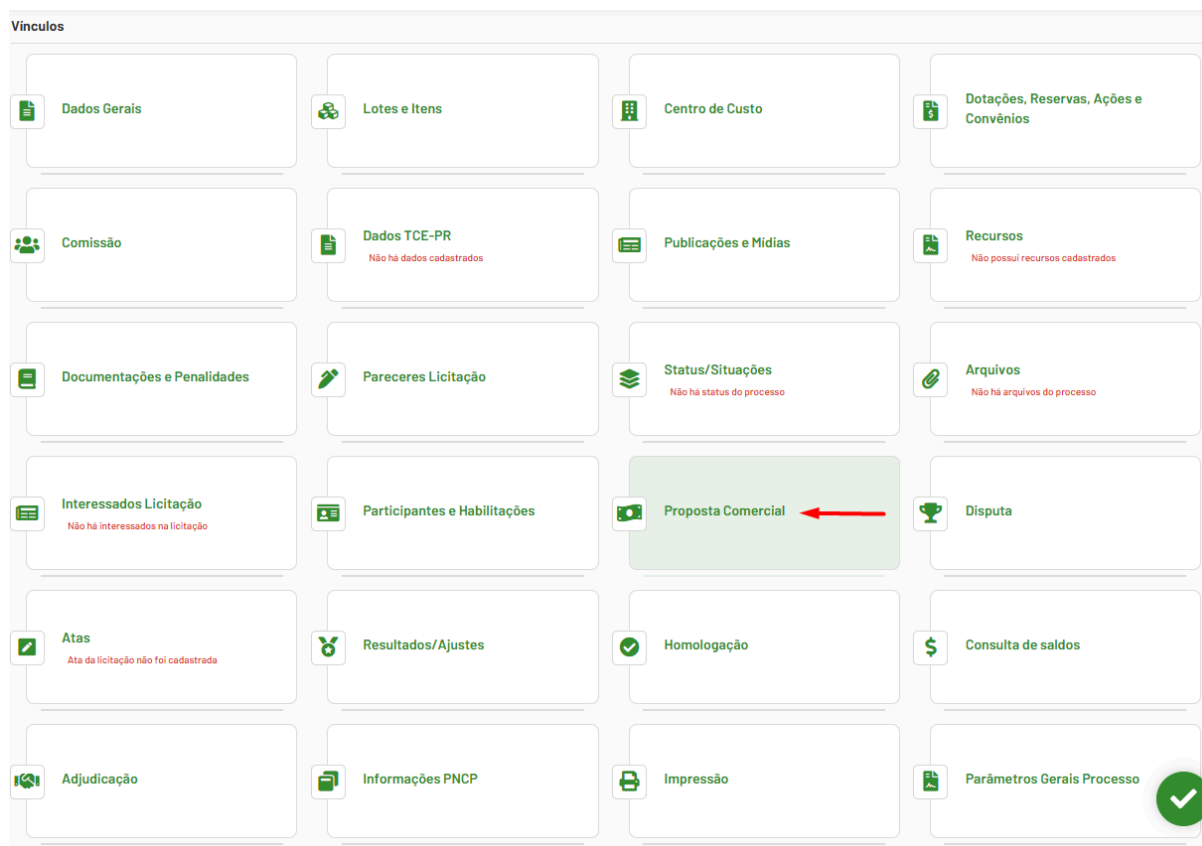 Vínculos
Dados Gerais
Lotes e Itens
Centro de Custo
Dotações, Reservas, Ações e
Convênios
Comissão
Dados TCE-PR
Não há dados cadastrados
Publicações e Mídias
Recursos
Não possui recursos cadastrados
Documentações e Penalidades
Pareceres Licitação
Status/Situações
Não há status do processo
Arquivos
Não há arquivos do processo
Interessados Licitação
Não há interessados na licitação
Participantes e Habilitações
Proposta Comercial
Disputa
Atas
Ata da licitação não foi cadastrada
Resultados/Ajustes
Homologação
Consulta de saldos
Adjudicação
Informações PNCP
Impressão
Parâmetros Gerais Processo